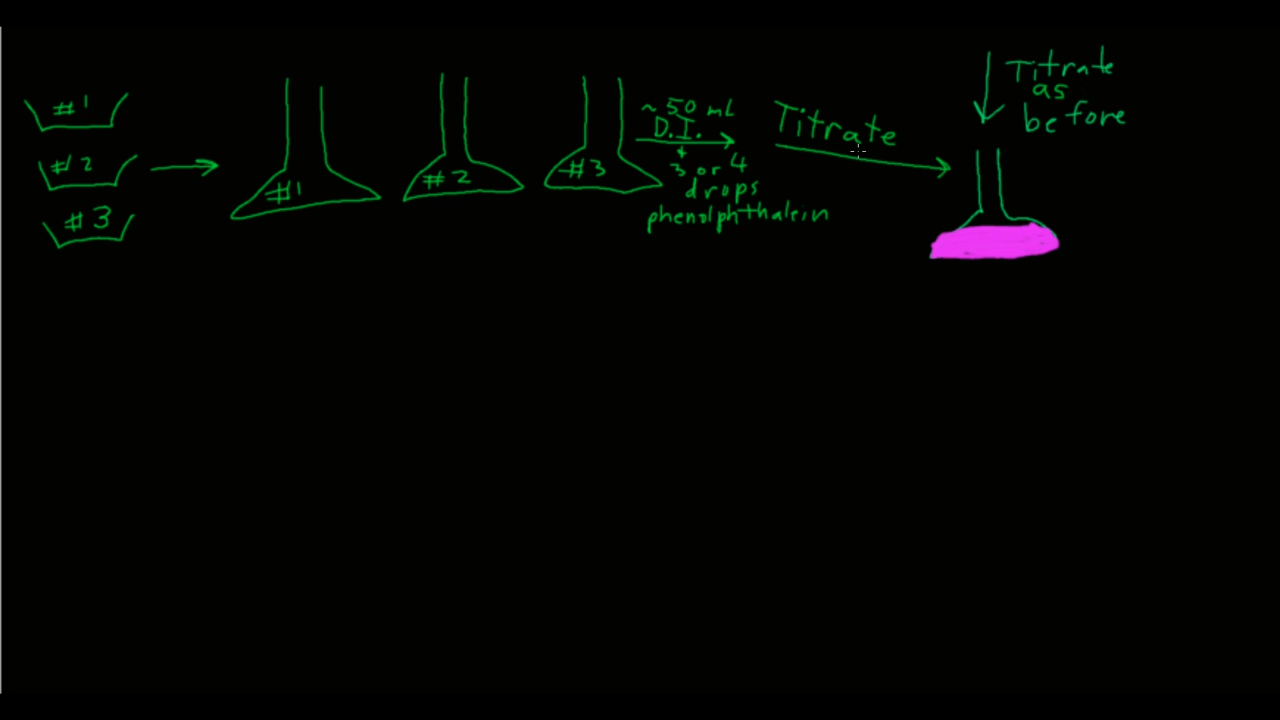 #1
#2
#3
#1
#2
#3
~50 ml
D.I.
+
3 or 4
drops
phenolphthalein
Titrate
Titrate
as
before